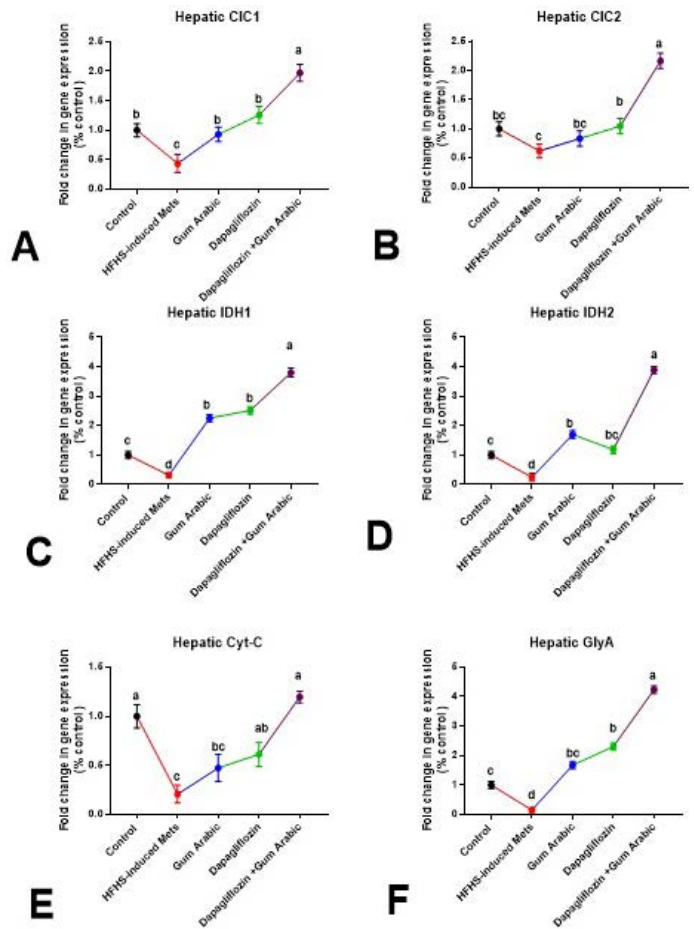 Hepatic CIC1
Fold change in gene expression
(% control)
2.5
2.0
1.5
1.0
0.5
0.0
b
c
b
b
a
Control
HFHS-induced Mets
Gum Arabic
Dapagliflozin
Dapagliflozin +Gum Arabic
A
Hepatic CIC2
Fold change in gene expression
(% control)
2.5
2.0
1.5
1.0
0.5
0.0
bc
c
bc
b
a
Control
HFHS-induced Mets
Gum Arabic
Dapagliflozin
Dapagliflozin +Gum Arabic
B
Hepatic IDH1
Fold change in gene expression
(% control)
5
4
3
2
1
0
c
d
b
b
a
Control
HFHS-induced Mets
Gum Arabic
Dapagliflozin
Dapagliflozin +Gum Arabic
C
Hepatic IDH2
Fold change in gene expression
(% control)
5
4
3
2
1
0
c
d
b
bc
a
Control
HFHS-induced Mets
Gum Arabic
Dapagliflozin
Dapagliflozin +Gum Arabic
D
Hepatic Cyt-C
Fold change in gene expression
(% control)
1.5
1.0
0.5
0.0
a
c
bc
ab
a
Control
HFHS-induced Mets
Gum Arabic
Dapagliflozin
Dapagliflozin +Gum Arabic
E
Hepatic GlyA
Fold change in gene expression
(% control)
5
4
3
2
1
0
c
d
bc
b
a
Control
HFHS-induced Mets
Gum Arabic
Dapagliflozin
Dapagliflozin +Gum Arabic
F